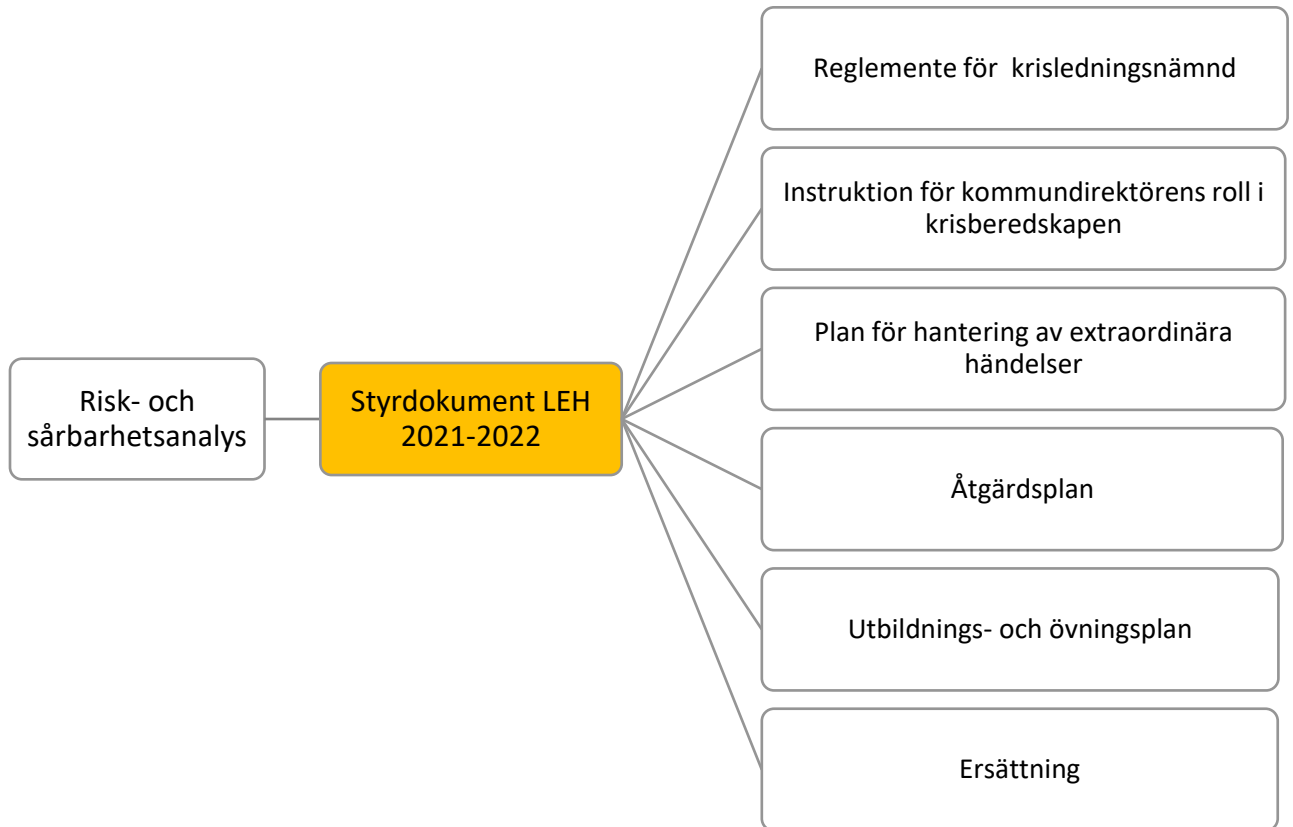 Reglemente för krisledningsnämnd
Instruktion för kommundirektörens roll i
krisberedskapen
Plan för hantering av extraordinära
händelser
Risk- och
sårbarhetsanalys
Styrdokument LEH
2021-2022
Åtgärdsplan
Utbildnings- och övningsplan
Ersättning